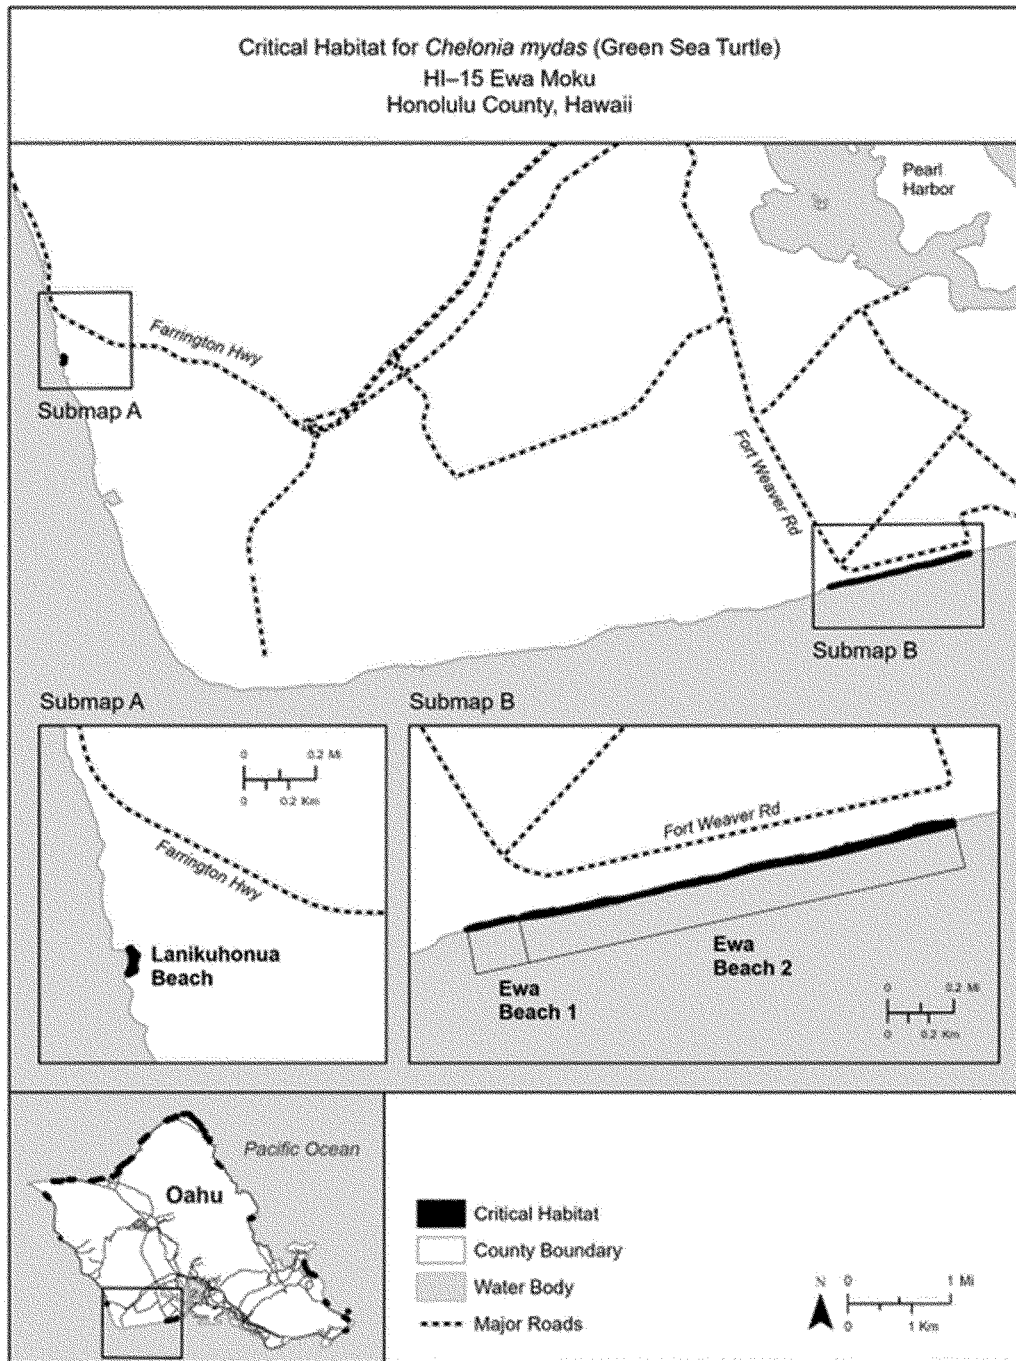 Critical Habitat for Chelonia mydas (Green Sea Turtle)
HI–15 Ewa Moku
Honolulu County, Hawaii
Pearl
Harbor
Farrington Hwy
Submap A
Fort Weaver Rd
Submap B
Submap A
0 0.2 Mi
0 0.2 Km
Farrington Hwy
Lanikuhonua
Beach
Submap B
Fort Weaver Rd
Ewa
Beach 1
Ewa
Beach 2
0 0.2 Mi
0 0.2 Km
Pacific Ocean
Oahu
Critical Habitat
County Boundary
Water Body
Major Roads
N
0 1 Mi
0 1 Km